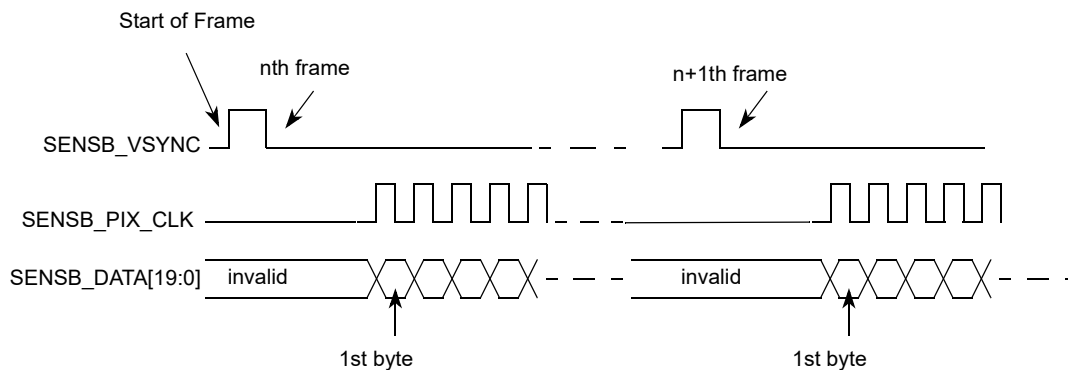 Start of Frame
nth frame
n+1th frame
SENSB_VSYNC
SENSB_PIX_CLK
SENSB_DATA[19:0]
invalid
invalid
1st byte
1st byte